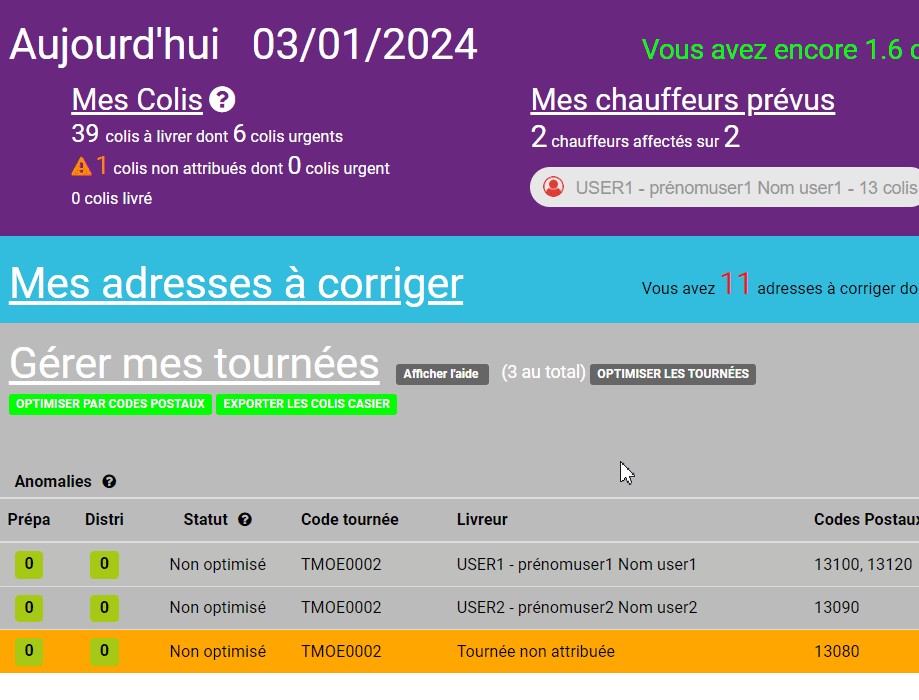 Aujourd'hui 03/01/2024
Vous avez encore 1.6
Mes Colis ?
39 colis à livrer dont 6 colis urgents
1 colis non attribués dont 0 colis urgent
0 colis livré
Mes chauffeurs prévus
2 chauffeurs affectés sur 2
USER1 - prénomuser1 Nom user1 - 13 colis
Mes adresses à corriger
Vous avez 11 adresses à corriger do
Gérer mes tournées Afficher l'aide (3 au total) OPTIMISER LES TOURNÉES
OPTIMISER PAR CODES POSTAUX EXPORTER LES COLIS CASIER
Anomalies ?
Prépa Distri Statut ? Code tournée Livreur Codes Postaux
0 0 Non optimisé TMOE0002 USER1 - prénomuser1 Nom user1 13100, 13120
0 0 Non optimisé TMOE0002 USER2 - prénomuser2 Nom user2 13090
0 0 Non optimisé TMOE0002 Tournée non attribuée 13080